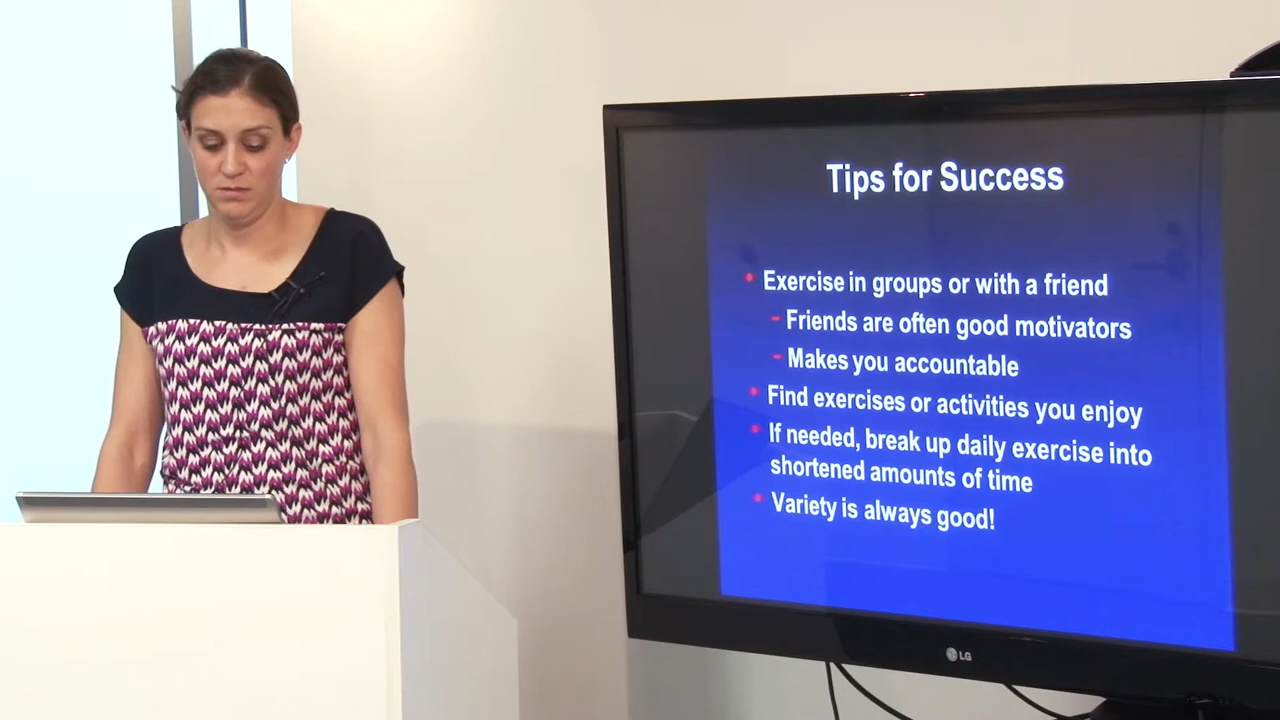 Tips for Success
Exercise in groups or with a friend
- Friends are often good motivators
- Makes you accountable
Find exercises or activities you enjoy
If needed, break up daily exercise into
shortened amounts of time
Variety is always good!
LG